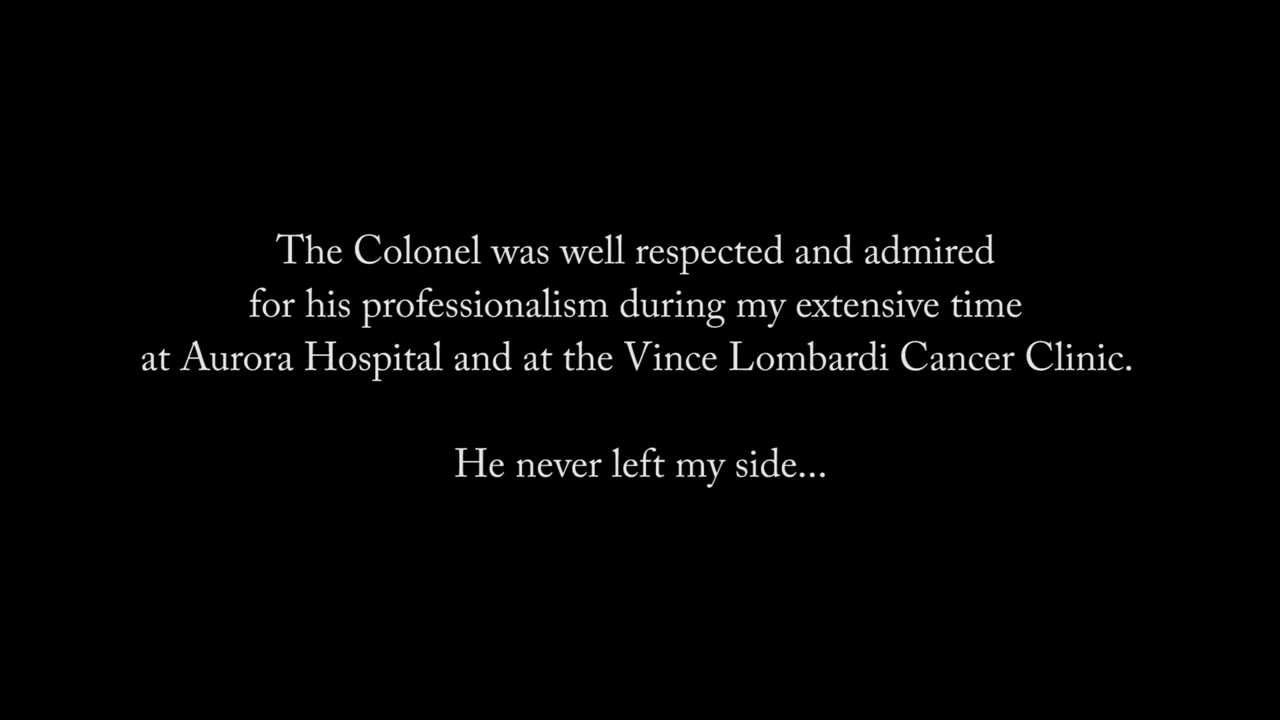 The Colonel was well respected and admired
for his professionalism during my extensive time
at Aurora Hospital and at the Vince Lombardi Cancer Clinic.
He never left my side...